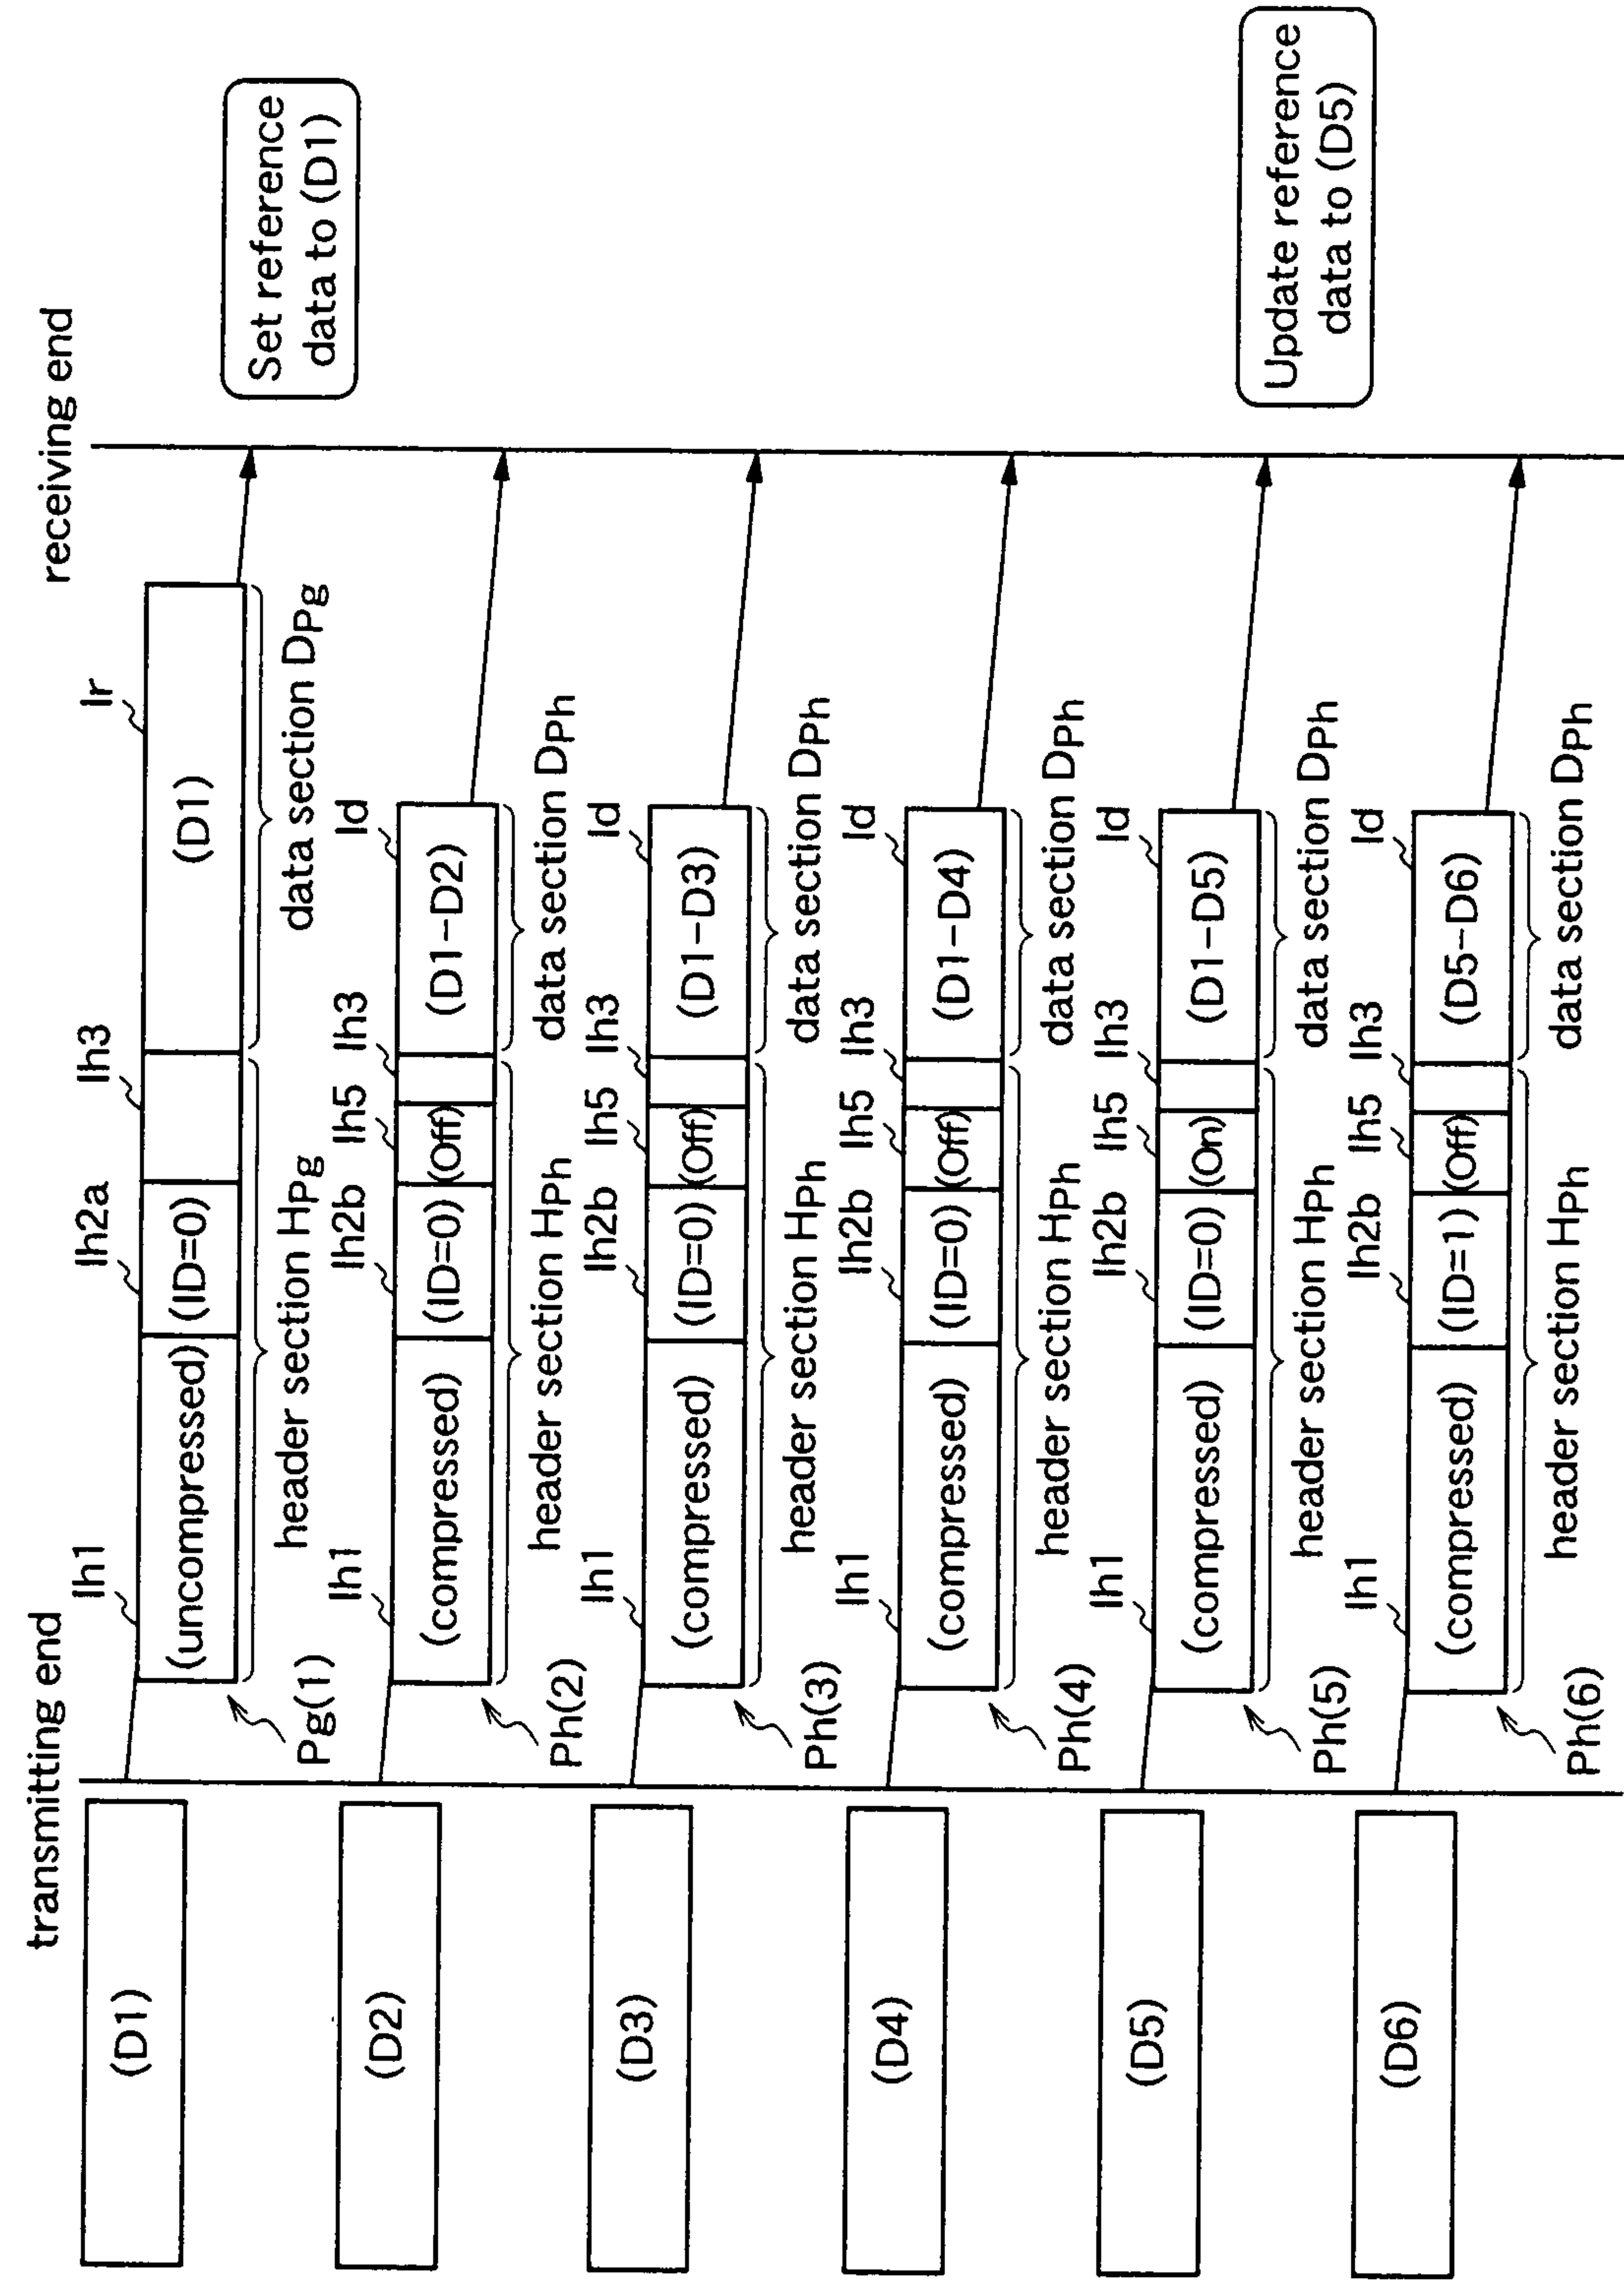 transmitting end
receiving end
(D1)
Ih1
Ih2a
Ih3
Ir
(uncompressed)
(ID=0)
(D1)
Set reference
data to (D1)
Pg(1)
header section HPg
data section DPg
(D2)
Ih1
Ih2b
Ih5
Ih3
Id
(compressed)
(ID=0)
(Off)
(D1-D2)
Ph(2)
header section HPh
data section DPh
(D3)
Ih1
Ih2b
Ih5
Ih3
Id
(compressed)
(ID=0)
(Off)
(D1-D3)
Ph(3)
header section HPh
data section DPh
(D4)
Ih1
Ih2b
Ih5
Ih3
Id
(compressed)
(ID=0)
(Off)
(D1-D4)
Ph(4)
header section HPh
data section DPh
(D5)
Ih1
Ih2b
Ih5
Ih3
Id
(compressed)
(ID=0)
(On)
(D1-D5)
Update reference
data to (D5)
Ph(5)
header section HPh
data section DPh
(D6)
Ih1
Ih2b
Ih5
Ih3
Id
(compressed)
(ID=1)
(Off)
(D5-D6)
Ph(6)
header section HPh
data section DPh